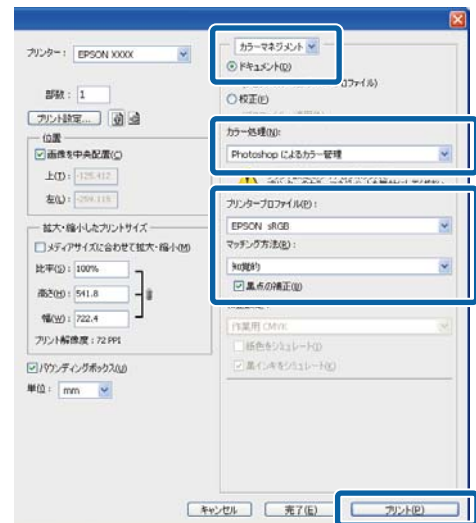 プリンター： EPSON XXXX
部数： 1
プリント設定...
位置
画像を中央配置(C)
上(T)： -125.412
左(L)： -259.118
拡大・縮小したプリントサイズ
メディアサイズに合わせて拡大・縮小(M)
比率(S)： 100%
高さ(H)： 541.8
幅(W)： 722.4
プリント解像度：72 PPI
バウンディングボックス(U)
単位： mm
カラーマネジメント
ドキュメント(D)
ロファイル)
校正(F)
カラー処理(N)：
Photoshop によるカラー管理
プリンタープロファイル(P)：
EPSON sRGB
マッチング方法(R)：
知覚的
黒点の補正(B)
作業用 CMYK
紙色をシミュレート(I)
黒インキをシミュレート(K)
キャンセル 完了(E) プリント(P)